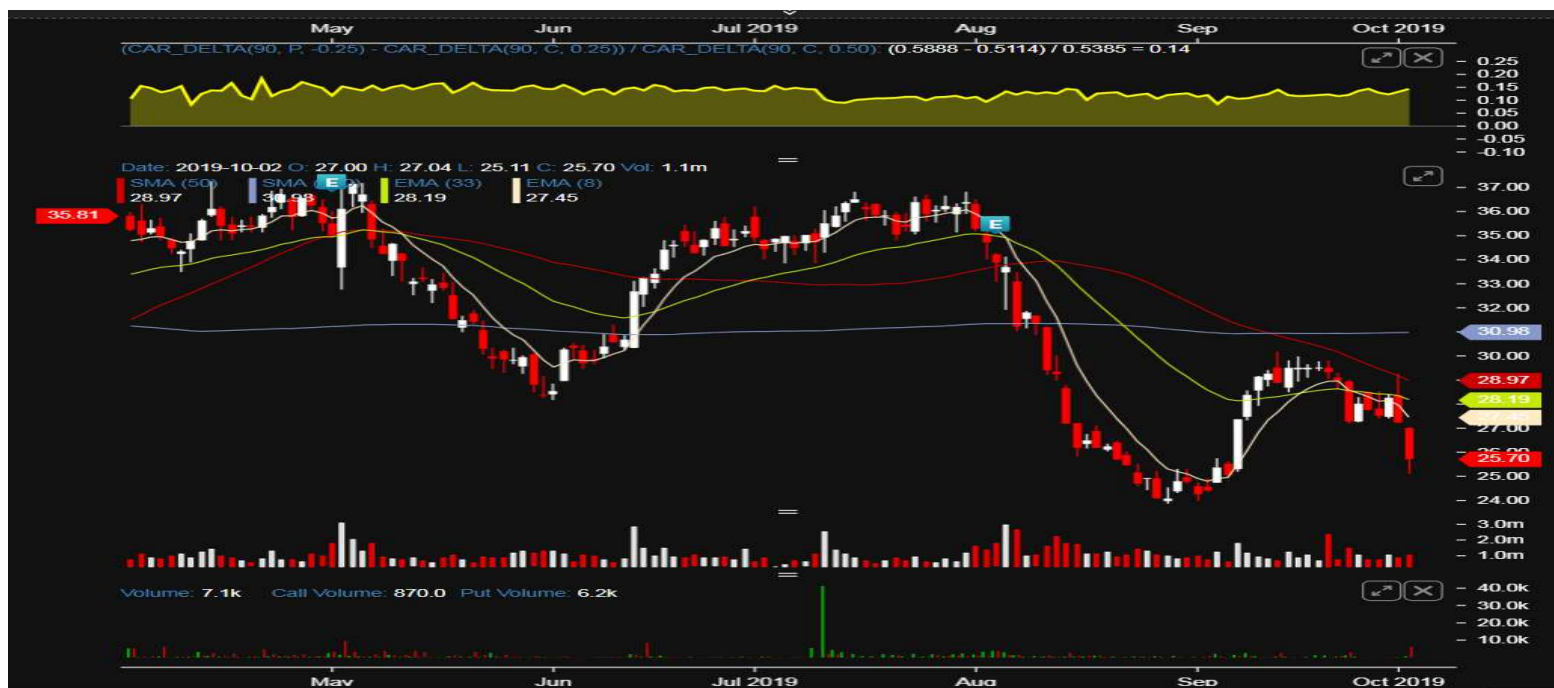 May Jun Jul 2019 Aug Sep Oct 2019
(CAR_DELTA(90, P, -0.25) - CAR_DELTA(90, C, 0.25)) / CAR_DELTA(90, C, 0.50): (0.5888 - 0.5114) / 0.5385 = 0.14
0.25
0.20
0.15
0.10
0.05
0.00
-0.05
-0.10
Date: 2019-10-02 O: 27.00 H: 27.04 L: 25.11 C: 25.70 Vol: 1.1m
SMA (50) SMA E EMA (33) EMA (8)
28.97 30.98 28.19 27.45
37.00
35.81
36.00
E
35.00
34.00
33.00
32.00
30.98
30.00
28.97
28.19
27.45
27.00
26.00
25.70
25.00
24.00
3.0m
2.0m
1.0m
Volume: 7.1k Call Volume: 870.0 Put Volume: 6.2k
40.0k
30.0k
20.0k
10.0k
May Jun Jul 2019 Aug Sep Oct 2019